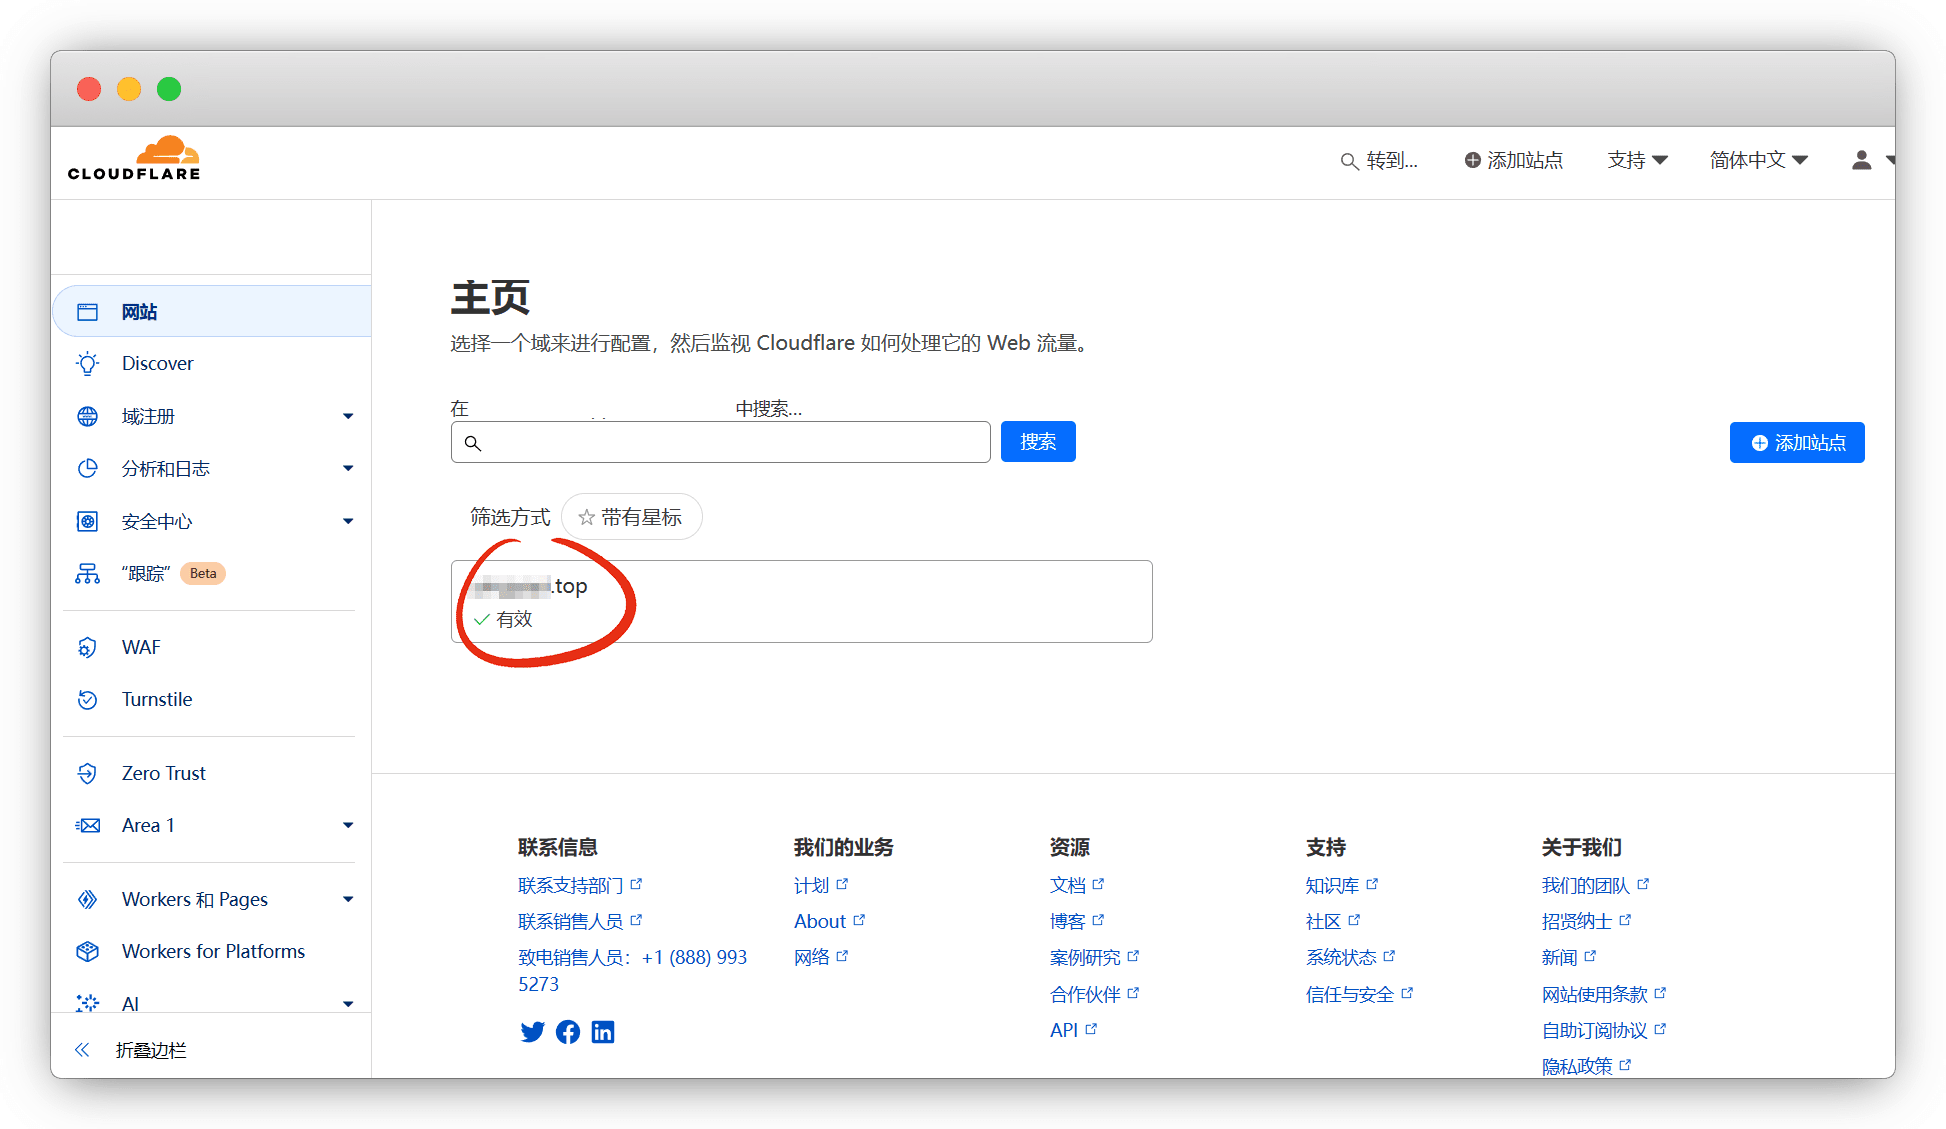 CLOUDFLARE
转到...
添加站点
支持
简体中文
网站
Discover
域注册
分析和日志
安全中心
“跟踪” Beta
WAF
Turnstile
Zero Trust
Area 1
Workers 和 Pages
Workers for Platforms
AI
折叠边栏
主页
选择一个域来进行配置，然后监视 Cloudflare 如何处理它的 Web 流量。
在 中搜索...
搜索
添加站点
筛选方式
带有星标
.top
有效
联系信息
联系支持部门
联系销售人员
致电销售人员：+1 (888) 993
5273
我们的业务
计划
About
网络
资源
文档
博客
案例研究
合作伙伴
API
支持
知识库
社区
系统状态
信任与安全
关于我们
我们的团队
招贤纳士
新闻
网站使用条款
自助订阅协议
隐私政策